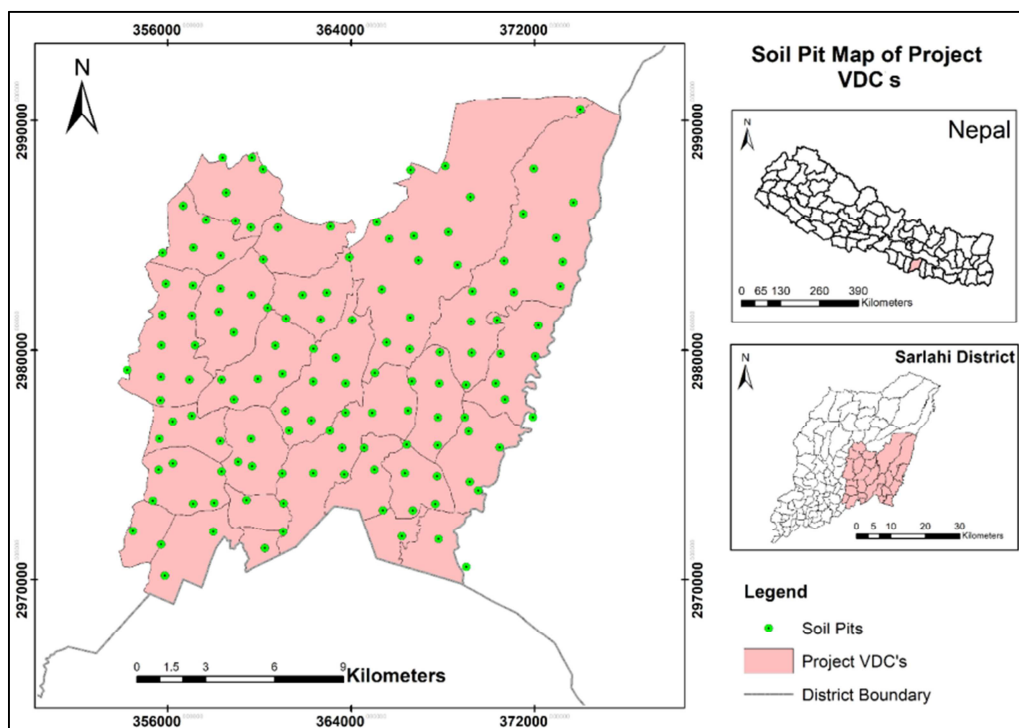 356000
364000
372000
N
2990000
2990000
2980000
2980000
2970000
2970000
0 1.5 3 6 9
Kilometers
356000
364000
372000
Soil Pit Map of Project
VDC s
N
Nepal
0 65 130 260 390
Kilometers
Sarlahi District
N
0 5 10 20 30
Kilometers
Legend
Soil Pits
Project VDC's
District Boundary